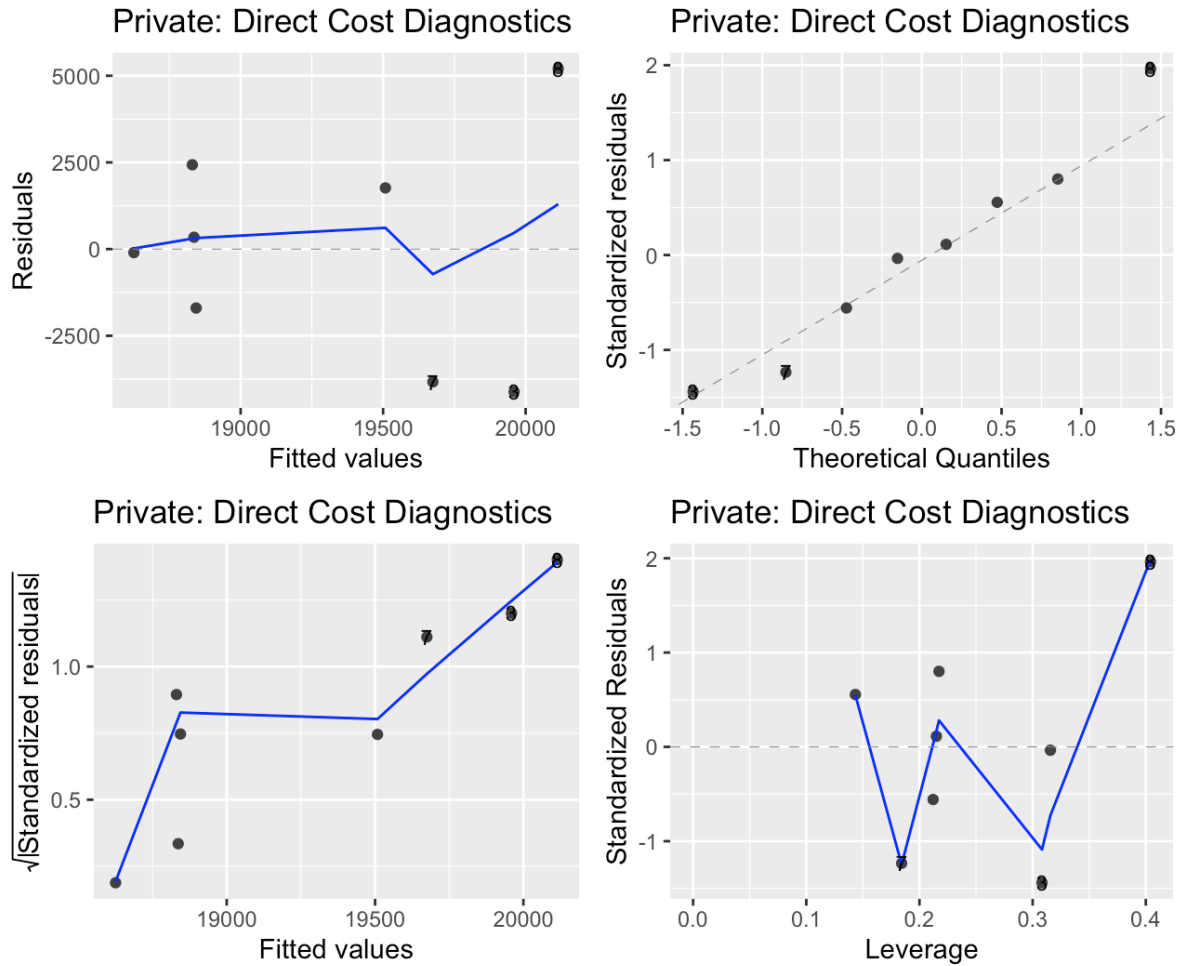 Private: Direct Cost Diagnostics
5000
2500
0
-2500
Residuals
7
19000 19500 20000
Fitted values
Private: Direct Cost Diagnostics
2
1
0
-1
Standardized residuals
7
-1.5 -1.0 -0.5 0.0 0.5 1.0 1.5
Theoretical Quantiles
Private: Direct Cost Diagnostics
1.0
0.5
√|Standardized residuals|
7
19000 19500 20000
Fitted values
Private: Direct Cost Diagnostics
2
1
0
-1
Standardized Residuals
7
0.0 0.1 0.2 0.3 0.4
Leverage